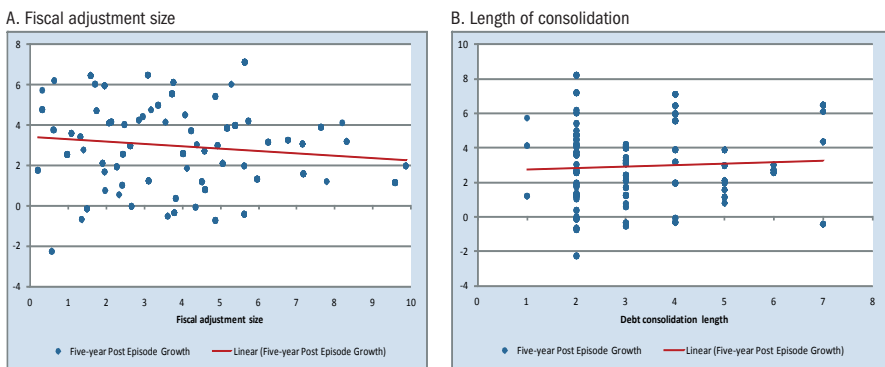 A. Fiscal adjustment size
8
6
4
2
0
-2
-4
0 1 2 3 4 5 6 7 8 9 10
Fiscal adjustment size
Five-year Post Episode Growth Linear (Five-year Post Episode Growth)
B. Length of consolidation
10
8
6
4
2
0
-2
-4
0 1 2 3 4 5 6 7 8
Debt consolidation length
Five-year Post Episode Growth Linear (Five-year Post Episode Growth)